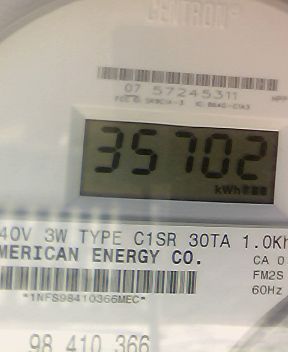 CENTRON®
07 57245311
35702
kWh
40V 3W TYPE C1SR 30TA 1.0Kh
MERICAN ENERGY CO.
CA 0
FM2S
*1NFS98410366MEC*
60Hz
98 410 366